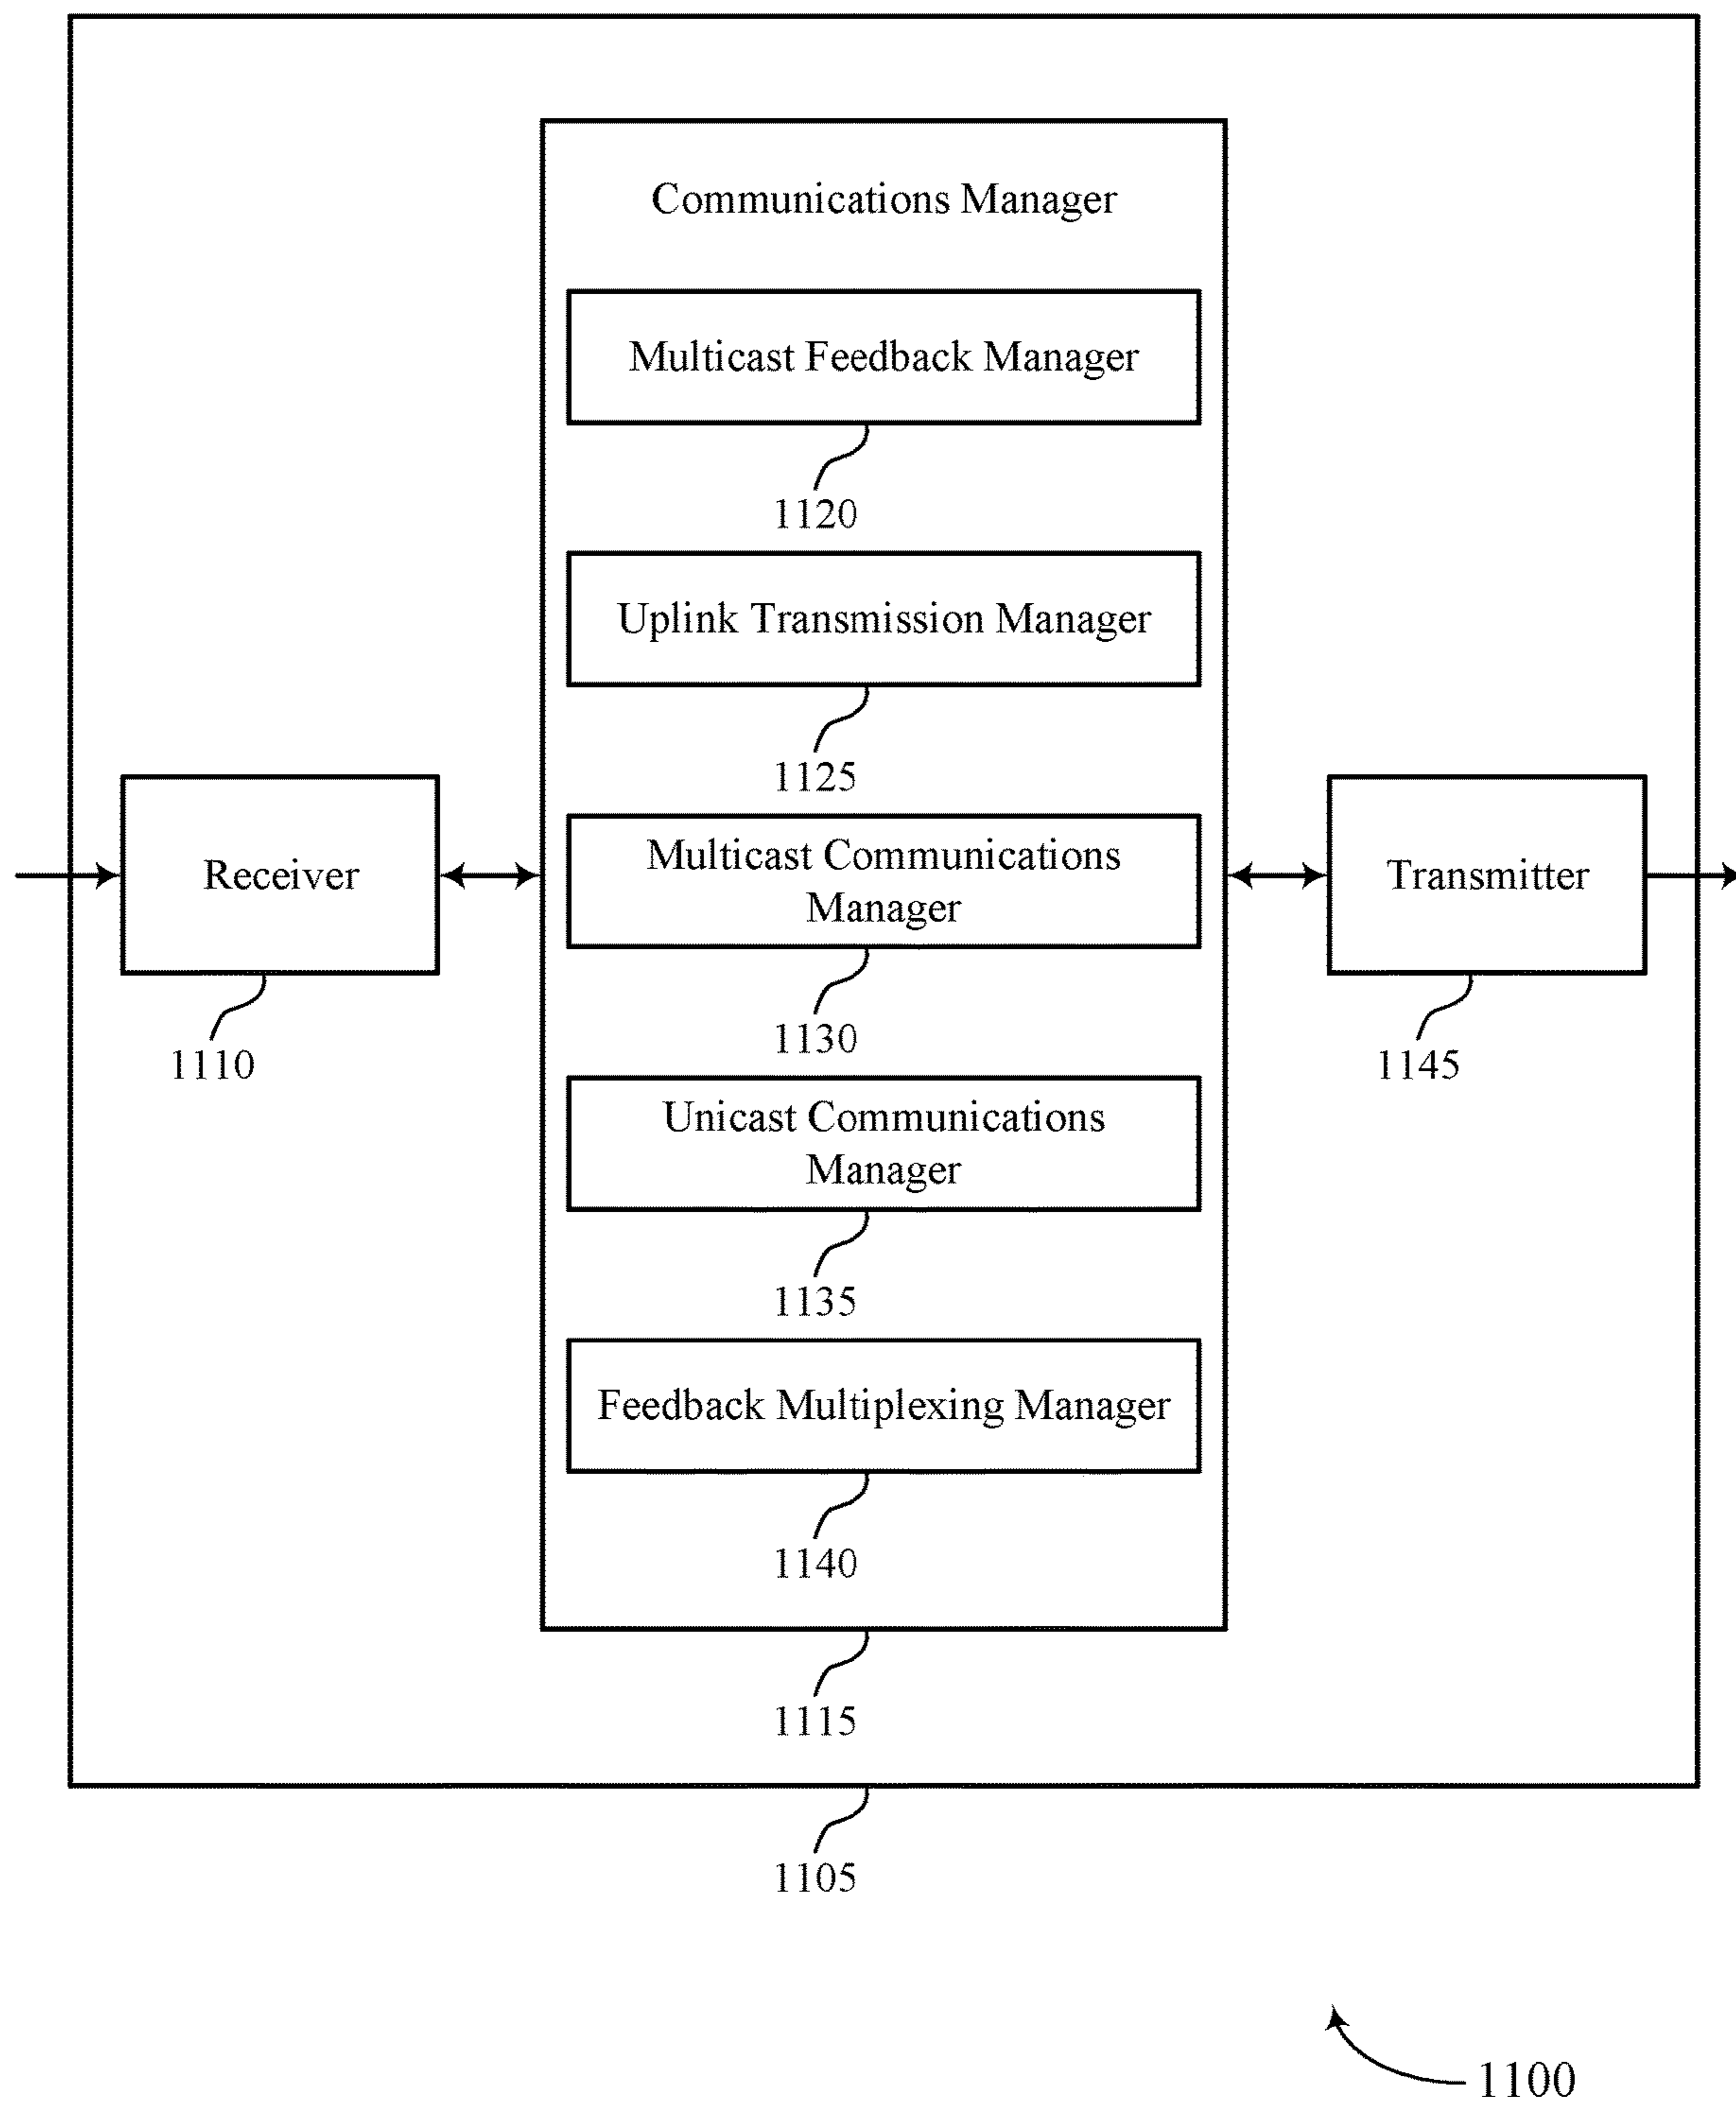 Communications Manager
Multicast Feedback Manager
1120
Uplink Transmission Manager
1125
Receiver
1110
Multicast Communications
Manager
1130
Transmitter
1145
Unicast Communications
Manager
1135
Feedback Multiplexing Manager
1140
1115
1105
1100